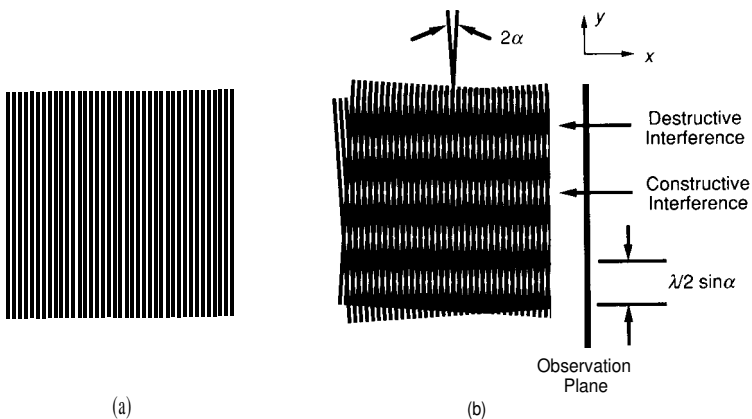 2α
y
x
Destructive
Interference
Constructive
Interference
λ/2 sinα
Observation
Plane
(a)
(b)